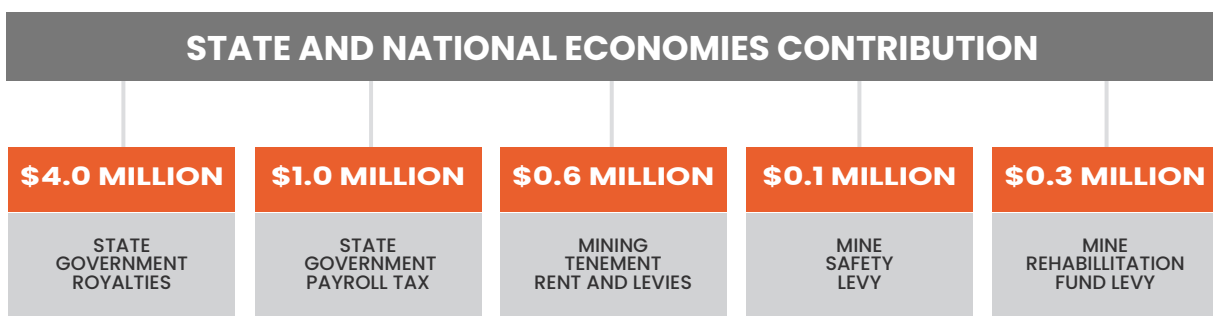 STATE AND NATIONAL ECONOMIES CONTRIBUTION
$4.0 MILLION
STATE
GOVERNMENT
ROYALTIES
$1.0 MILLION
STATE
GOVERNMENT
PAYROLL TAX
$0.6 MILLION
MINING
TENEMENT
RENT AND LEVIES
$0.1 MILLION
MINE
SAFETY
LEVY
$0.3 MILLION
MINE
REHABILLITATION
FUND LEVY